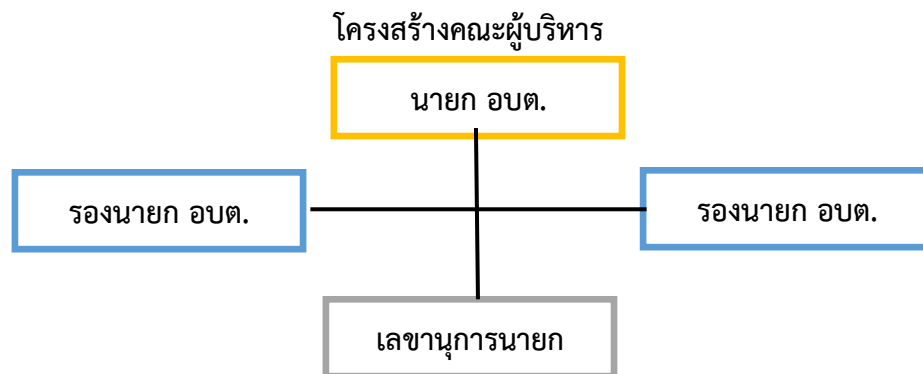 โครงสร้างคณะผู้บริหาร
นายก อบต.
รองนายก อบต.
รองนายก อบต.
เลขานุการนายก